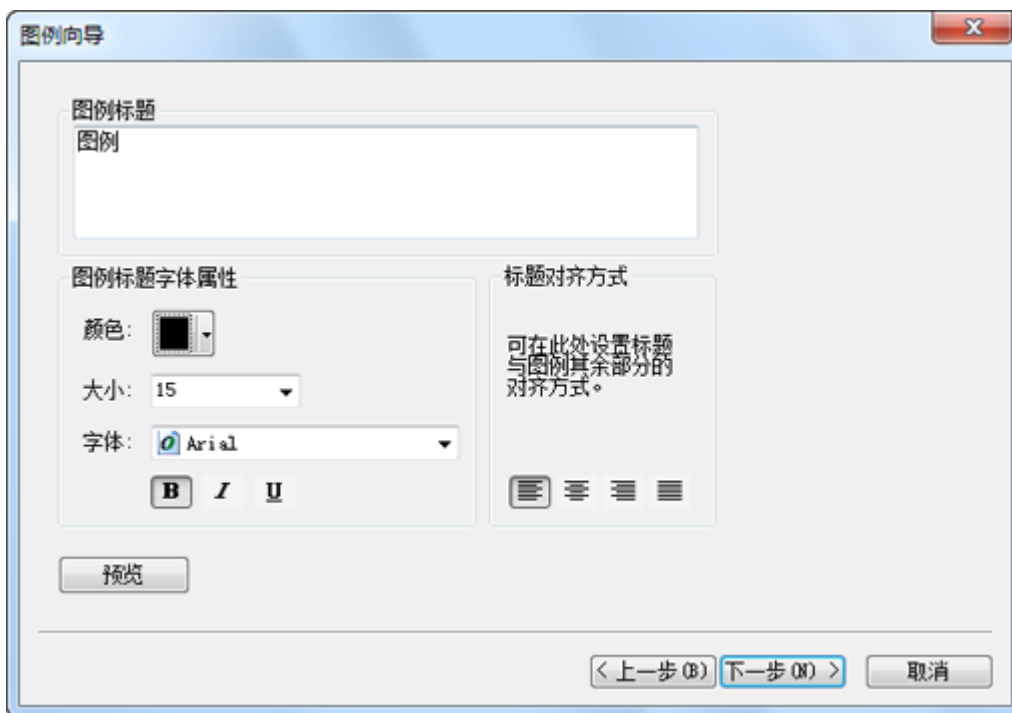 图例向导
图例标题
图例
图例标题字体属性
颜色:
大小: 15
字体: Arial
B I U
标题对齐方式
可在此处设置标题
与图例其余部分的
对齐方式。
预览
< 上一步(B) 下一步(N) > 取消